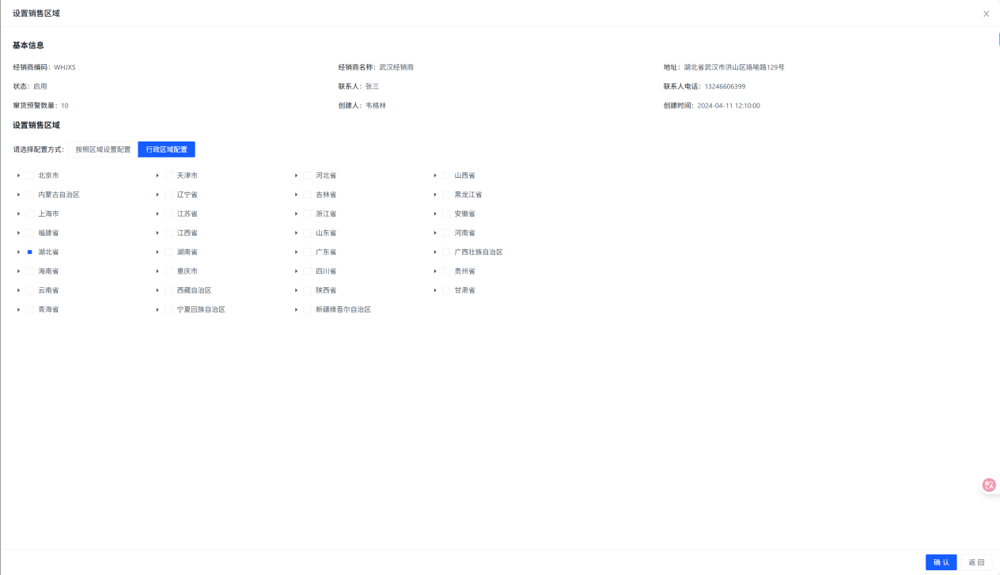 设置销售区域
基本信息
经销商编码：WHJXS 经销商名称：武汉经销商 地址：湖北省武汉市洪山区珞喻路129号
状态：启用 联系人：张三 联系人电话：13246606399
窜货预警数量：10 创建人：韦格林 创建时间：2024-04-11 12:10:00
设置销售区域
请选择配置方式： 按照区域设置配置 行政区域配置
北京市 天津市 河北省 山西省
内蒙古自治区 辽宁省 吉林省 黑龙江省
上海市 江苏省 浙江省 安徽省
福建省 江西省 山东省 河南省
湖北省 湖南省 广东省 广西壮族自治区
海南省 重庆市 四川省 贵州省
云南省 西藏自治区 陕西省 甘肃省
青海省 宁夏回族自治区 新疆维吾尔自治区
确认 返回